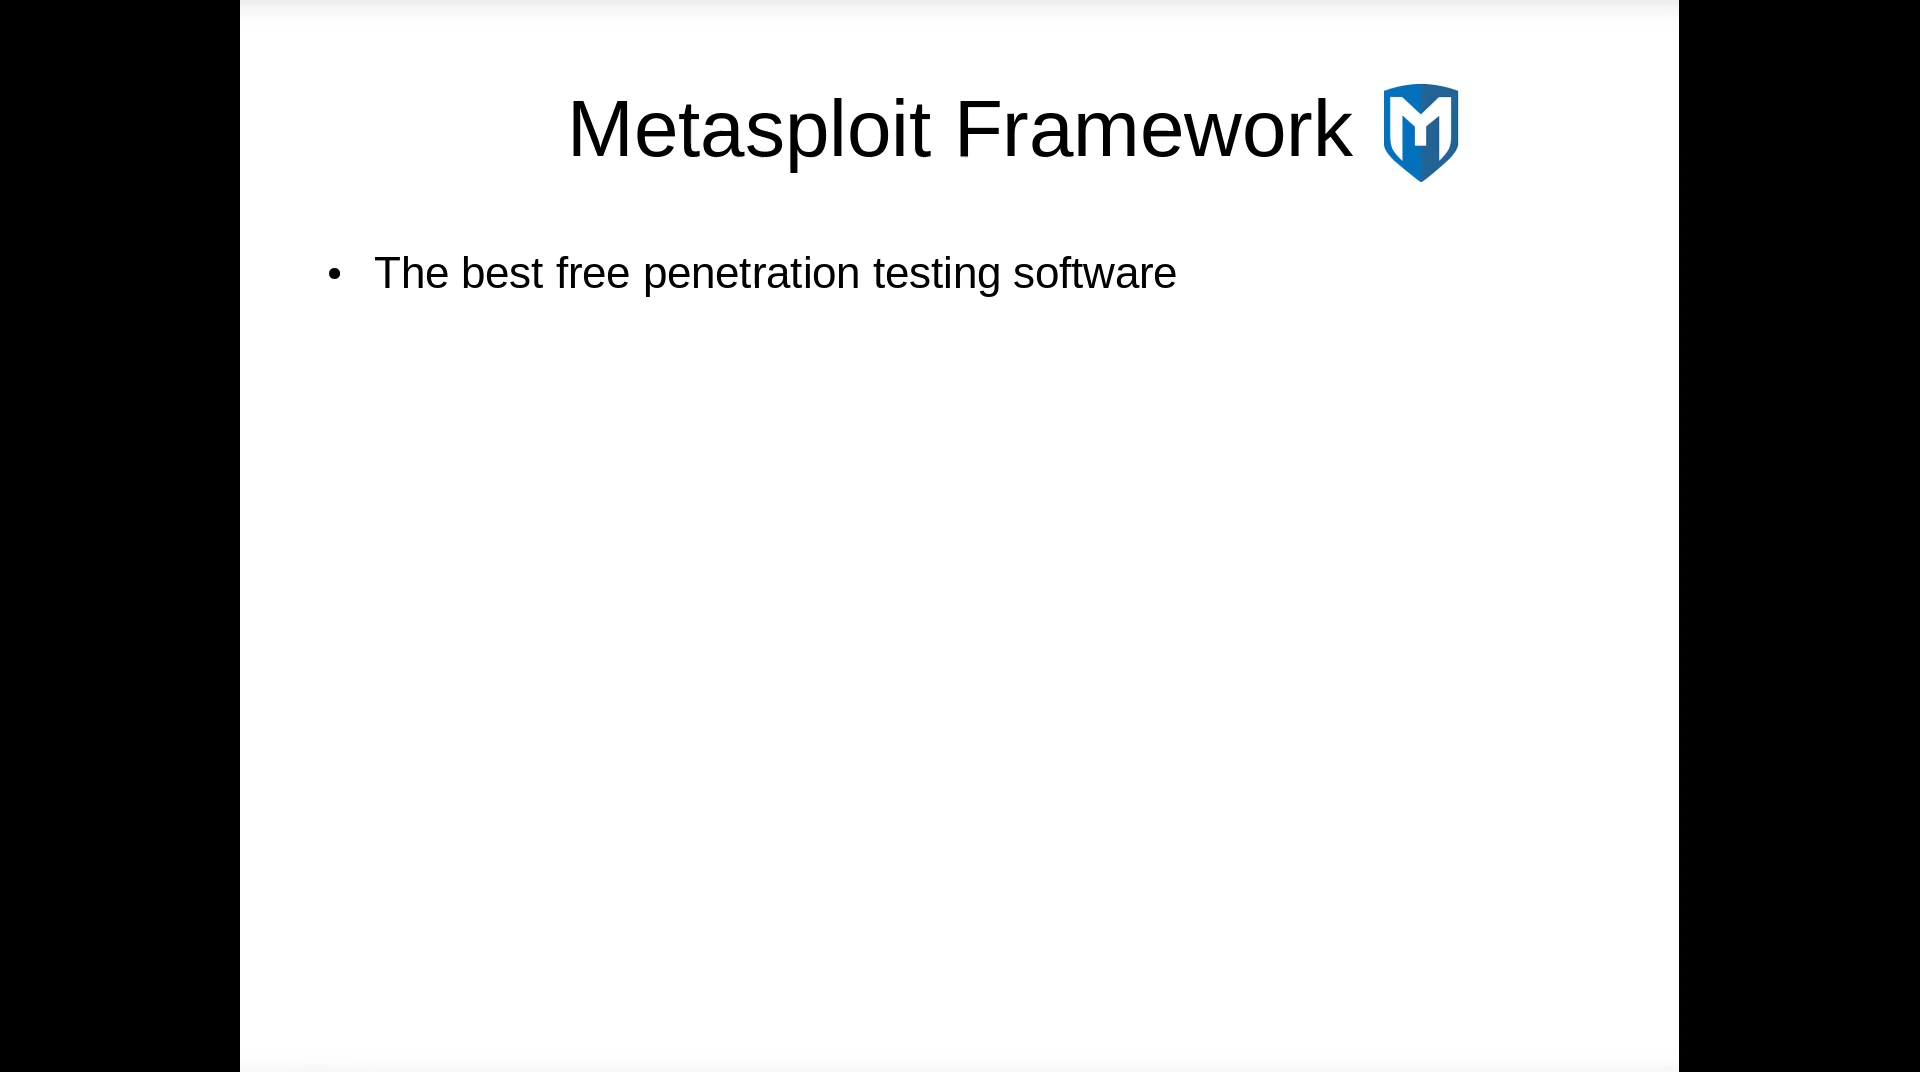 Metasploit Framework
• The best free penetration testing software